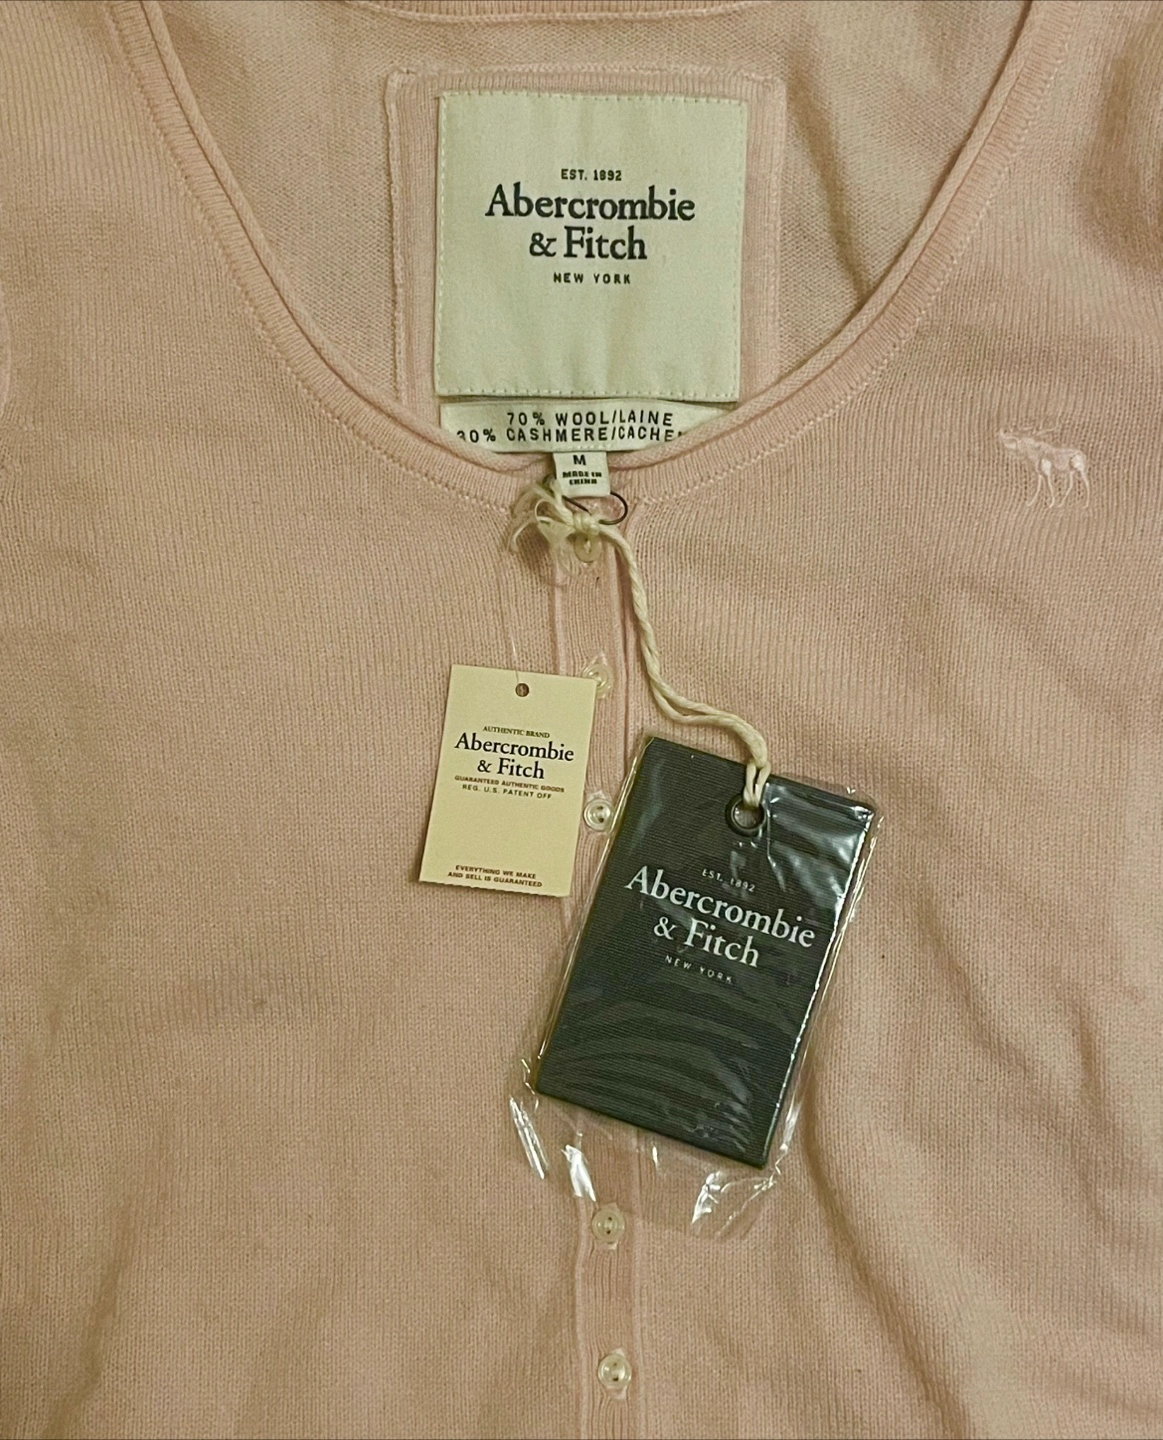 EST. 1892
Abercrombie
& Fitch
NEW YORK
70% WOOL/LAINE
30% CASHMERE/CACHE
M
MADE IN
CHINA
AUTHENTIC BRAND
Abercrombie
& Fitch
GUARANTEED AUTHENTIC GOODS
REG. U.S. PATENT OFF
EVERYTHING WE MAKE
AND SELL IS GUARANTEED
EST. 1892
Abercrombie
& Fitch
NEW YORK